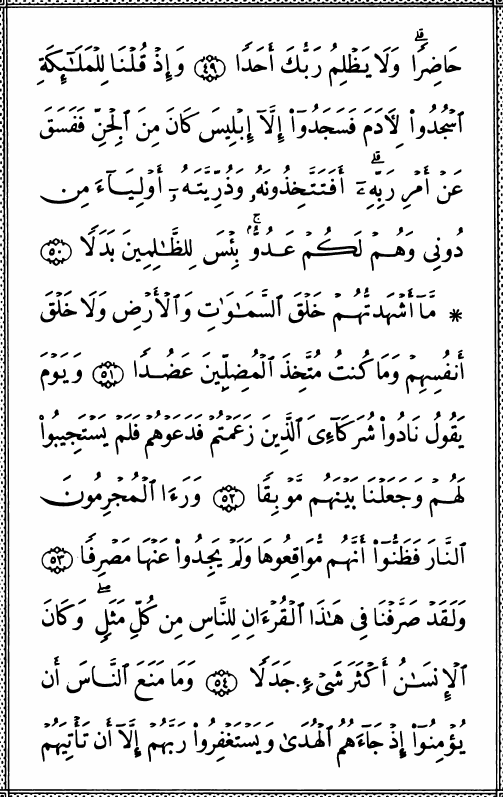 حَاضِرًاۗ وَلَا يَظۡلِمُ رَبُّكَ أَحَدًا ٤٩ وَإِذۡ قُلۡنَا لِلۡمَلَـٰٓئِكَةِ
ٱسۡجُدُواْ لِأَدَمَ فَسَجَدُوٓاْ إِلَّآ إِبۡلِيسَ كَانَ مِنَ ٱلۡجِنِّ فَفَسَقَ
عَنۡ أَمۡرِ رَبِّهِۦٓۗ أَفَتَتَّخِذُونَهُۥ وَذُرِّيَّتَهُۥٓ أَوۡلِيَآءَ مِن
دُونِي وَهُمۡ لَكُمۡ عَدُوُّۢۚ بِئۡسَ لِلظَّـٰلِمِينَ بَدَلًا ٥٠
* مَّآ أَشۡهَدتُّهُمۡ خَلۡقَ ٱلسَّمَـٰوَٰتِ وَٱلۡأَرۡضِ وَلَا خَلۡقَ
أَنفُسِهِمۡ وَمَا كُنتُ مُتَّخِذَ ٱلۡمُضِلِّينَ عَضُدًا ٥١ وَيَوۡمَ
يَقُولُ نَادُواْ شُرَكَآءِىَ ٱلَّذِينَ زَعَمۡتُمۡ فَدَعَوۡهُمۡ فَلَمۡ يَسۡتَجِيبُواْ
لَهُمۡ وَجَعَلۡنَا بَيۡنَهُم مَّوۡبِقًا ٥٢ وَرَءَا ٱلۡمُجۡرِمُونَ
ٱلنَّارَ فَظَنُّوٓاْ أَنَّهُم مُّوَاقِعُوهَا وَلَمۡ يَجِدُواْ عَنۡهَا مَصۡرِفًا ٥٣
وَلَقَدۡ صَرَّفۡنَا فِي هَـٰذَا ٱلۡقُرۡءَانِ لِلنَّاسِ مِن كُلِّ مَثَلٍۢۚ وَكَانَ
ٱلۡإِنسَـٰنُ أَكۡثَرَ شَىۡءٍ جَدَلًا ٥٤ وَمَا مَنَعَ ٱلنَّاسَ أَن
يُؤۡمِنُوٓاْ إِذۡ جَآءَهُمُ ٱلۡهُدَىٰ وَيَسۡتَغۡفِرُواْ رَبَّهُمۡ إِلَّآ أَن تَأۡتِيَهُمۡ